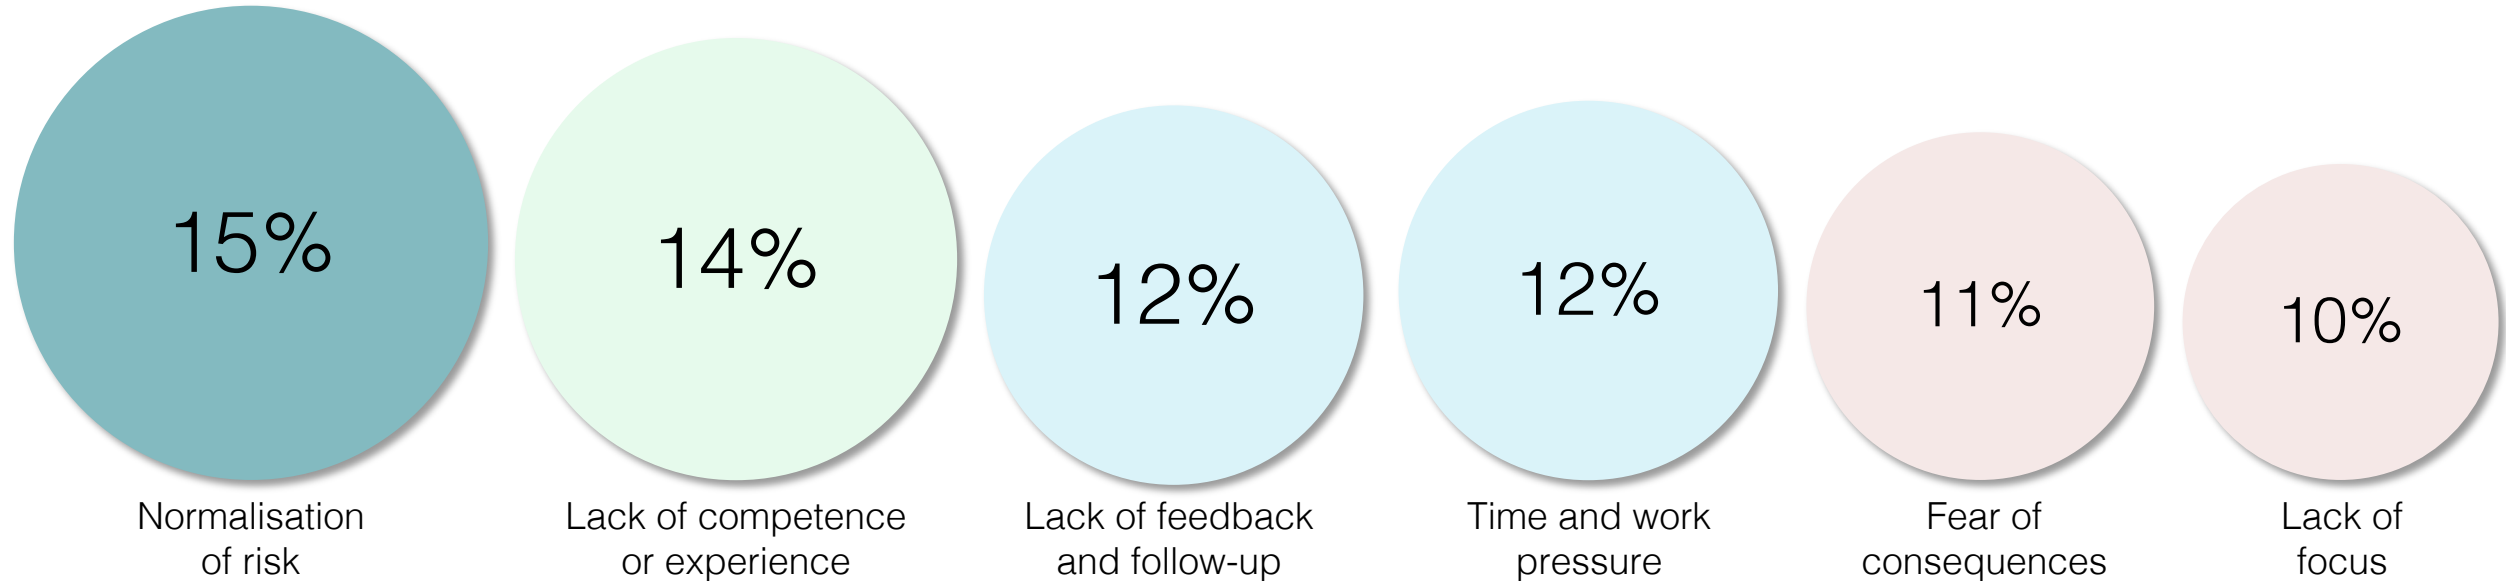 15%
14%
12%
12%
11%
10%
Normalisation
of risk
Lack of competence
or experience
Lack of feedback
and follow-up
Time and work
pressure
Fear of
consequences
Lack of
focus